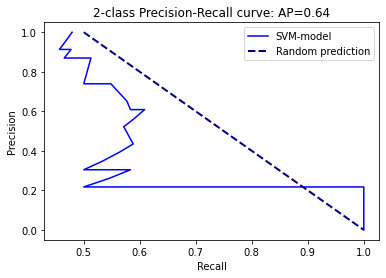 2-class Precision-Recall curve: AP=0.64
SVM-model
Random prediction
Precision
1.0
0.8
0.6
0.4
0.2
0.0
0.5 0.6 0.7 0.8 0.9 1.0
Recall